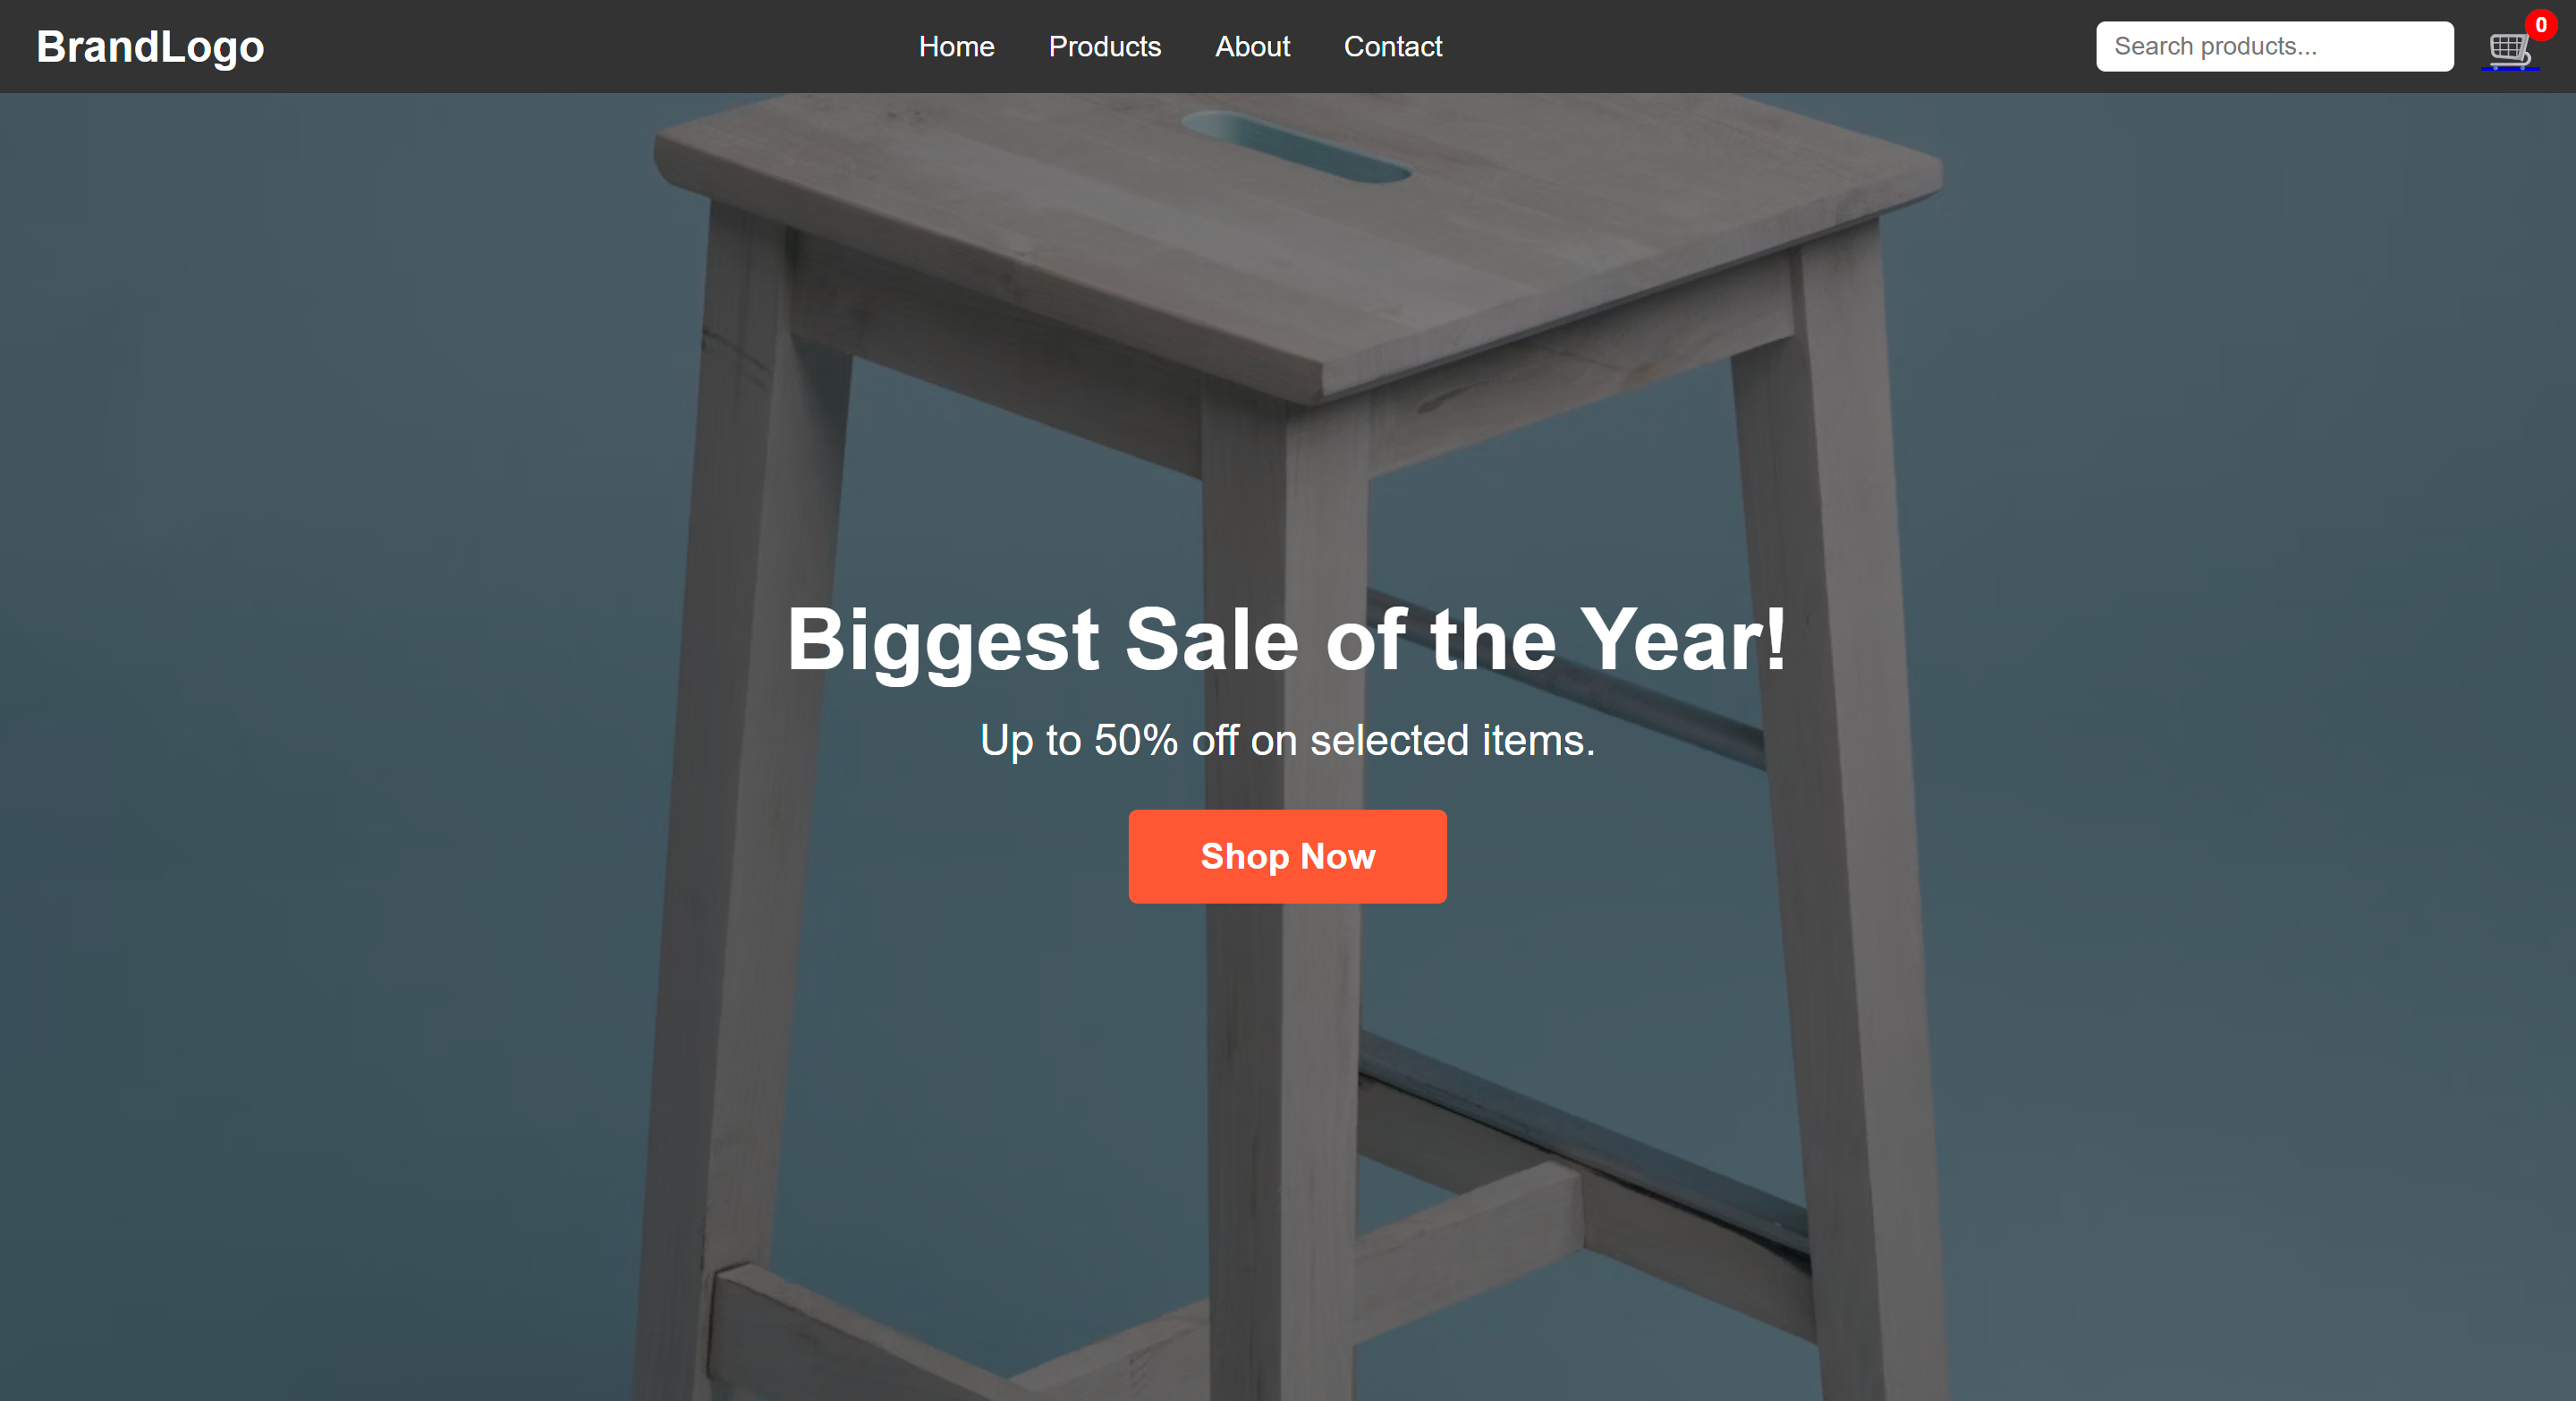 BrandLogo
Home Products About Contact
Search products...
0
Biggest Sale of the Year!
Up to 50% off on selected items.
Shop Now